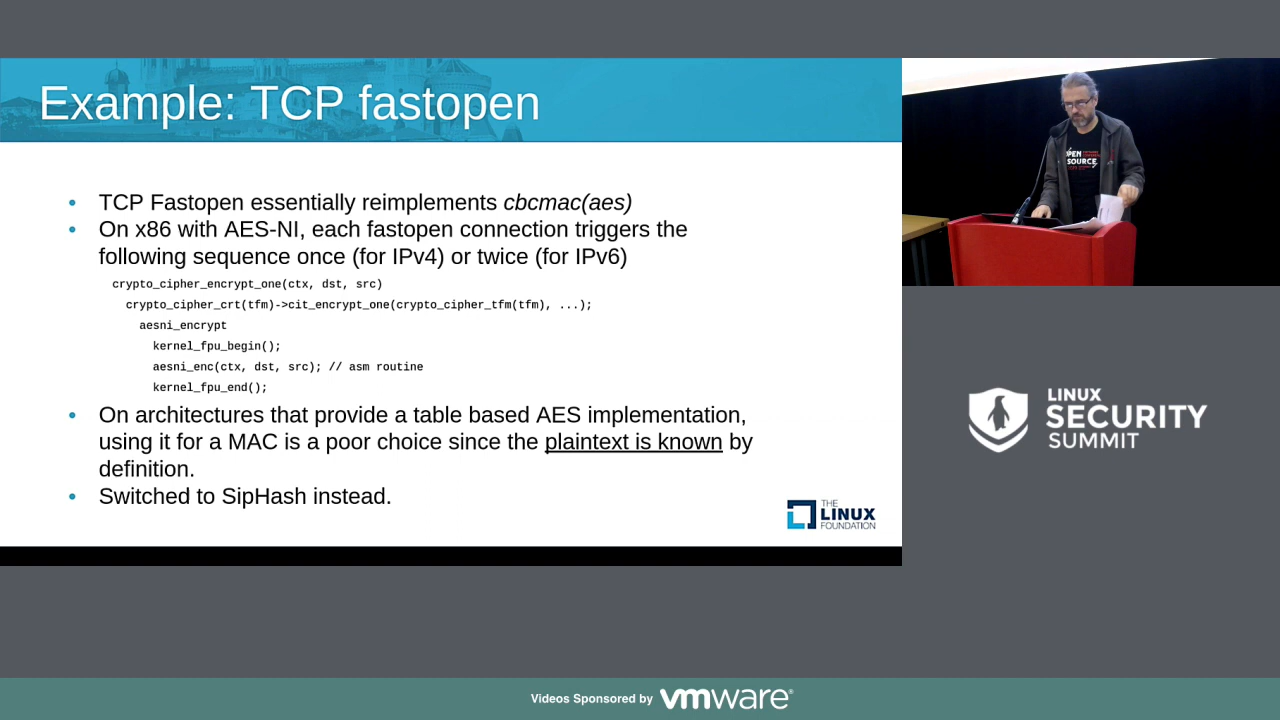 Example: TCP fastopen
• TCP Fastopen essentially reimplements cbcmac(aes)
• On x86 with AES-NI, each fastopen connection triggers the
following sequence once (for IPv4) or twice (for IPv6)
crypto_cipher_encrypt_one(ctx, dst, src)
crypto_cipher_crt(tfm)->cit_encrypt_one(crypto_cipher_tfm(tfm), ...);
aesni_encrypt
kernel_fpu_begin();
aesni_enc(ctx, dst, src); // asm routine
kernel_fpu_end();
• On architectures that provide a table based AES implementation,
using it for a MAC is a poor choice since the plaintext is known by
definition.
• Switched to SipHash instead.
THE
LINUX
FOUNDATION
SOURCE
LINUX
SECURITY
SUMMIT
Videos Sponsored by vmware®